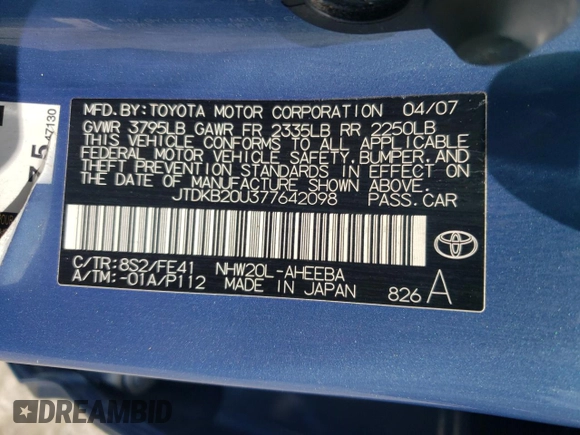 MFD. BY: TOYOTA MOTOR CORPORATION 04/07
GVWR 3795LB GAWR FR 2335LB RR 2250LB
THIS VEHICLE CONFORMS TO ALL APPLICABLE
FEDERAL MOTOR VEHICLE SAFETY, BUMPER, AND
THEFT PREVENTION STANDARDS IN EFFECT ON
THE DATE OF MANUFACTURE SHOWN ABOVE.
JTDKB20U377642098 PASS. CAR
C/TR: 8S2/FE41 NHW20L-AHEEBA
A/TM: -01A/P112 MADE IN JAPAN 826 A
TOYOTA
47130
DREAMBID